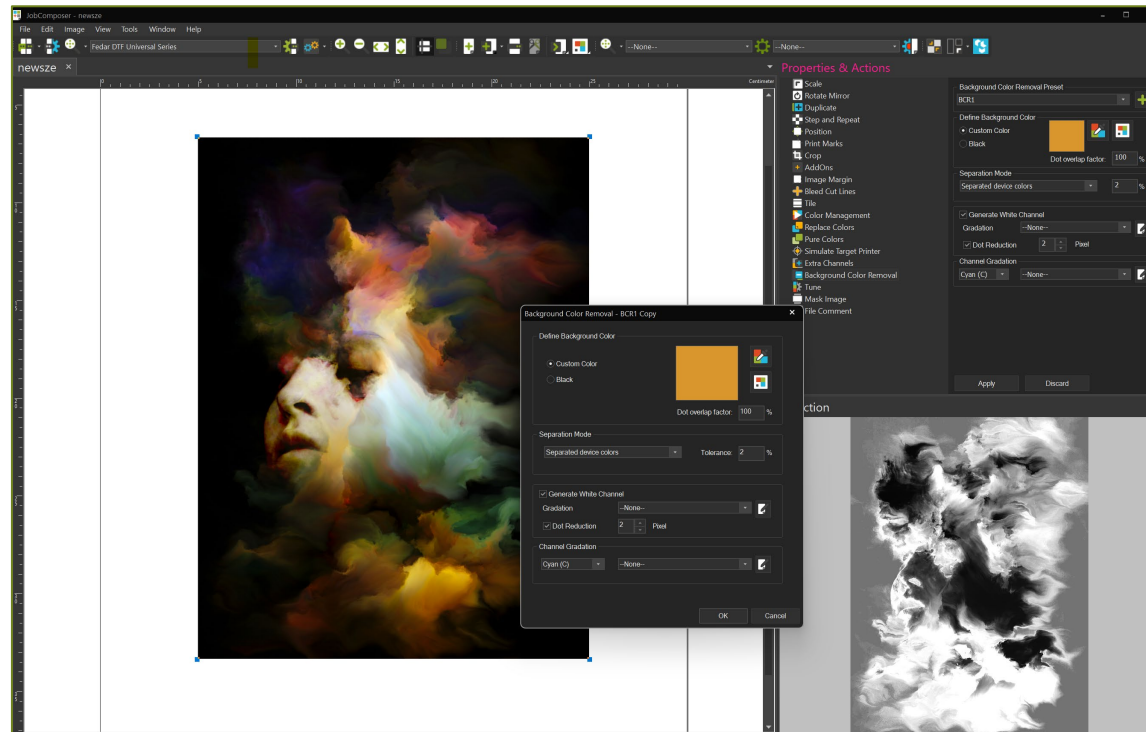 JobComposer - newsze
File Edit Image View Tools Window Help
Fedar DTF Universal Series --None-- --None--
newsze ×
0 5 10 15 20 25 Centimeter
Properties & Actions
Scale
Rotate Mirror
Duplicate
Step and Repeat
Position
Print Marks
Crop
AddOns
Image Margin
Bleed Cut Lines
Tile
Color Management
Replace Colors
Pure Colors
Simulate Target Printer
Extra Channels
Background Color Removal
Tune
Mask Image
File Comment
Background Color Removal Preset
BCR1
Define Background Color
Custom Color
Black
Dot overlap factor: 100 %
Separation Mode
Separated device colors 2 %
Generate White Channel
Gradation --None--
Dot Reduction 2 Pixel
Channel Gradation
Cyan (C) --None--
Apply Discard
ction
Background Color Removal - BCR1 Copy
Define Background Color
Custom Color
Black
Dot overlap factor: 100 %
Separation Mode
Separated device colors Tolerance: 2 %
Generate White Channel
Gradation --None--
Dot Reduction 2 Pixel
Channel Gradation
Cyan (C) --None--
OK Cancel